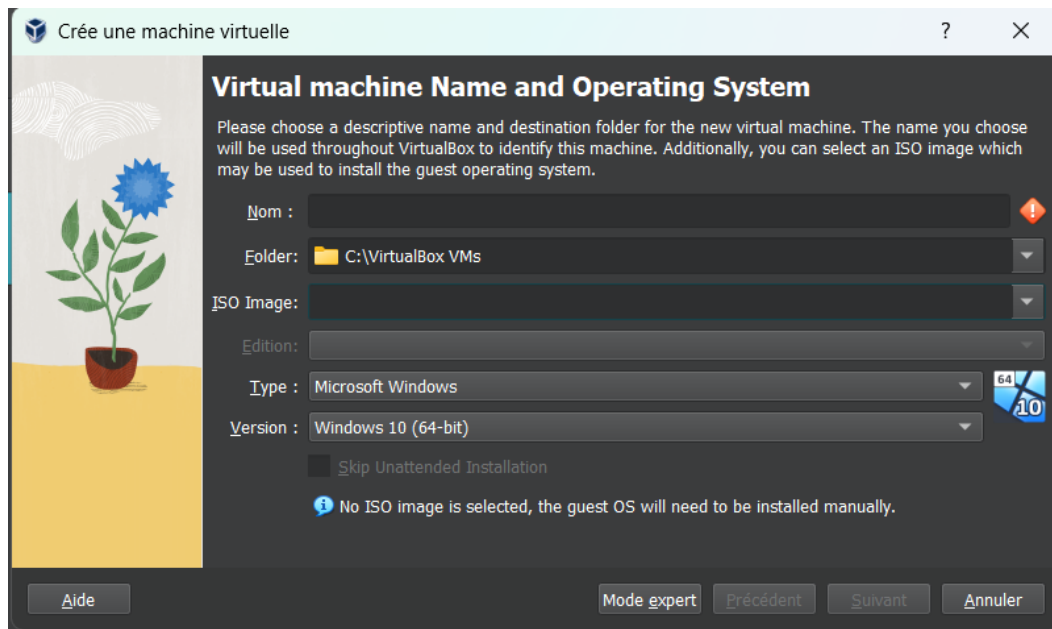 Crée une machine virtuelle
?
Virtual machine Name and Operating System
Please choose a descriptive name and destination folder for the new virtual machine. The name you choose
will be used throughout VirtualBox to identify this machine. Additionally, you can select an ISO image which
may be used to install the guest operating system.
Nom :
Folder: C:\VirtualBox VMs
ISO Image:
Edition:
Type : Microsoft Windows
64
10
Version : Windows 10 (64-bit)
Skip Unattended Installation
No ISO image is selected, the guest OS will need to be installed manually.
Aide Mode expert Précédent Suivant Annuler